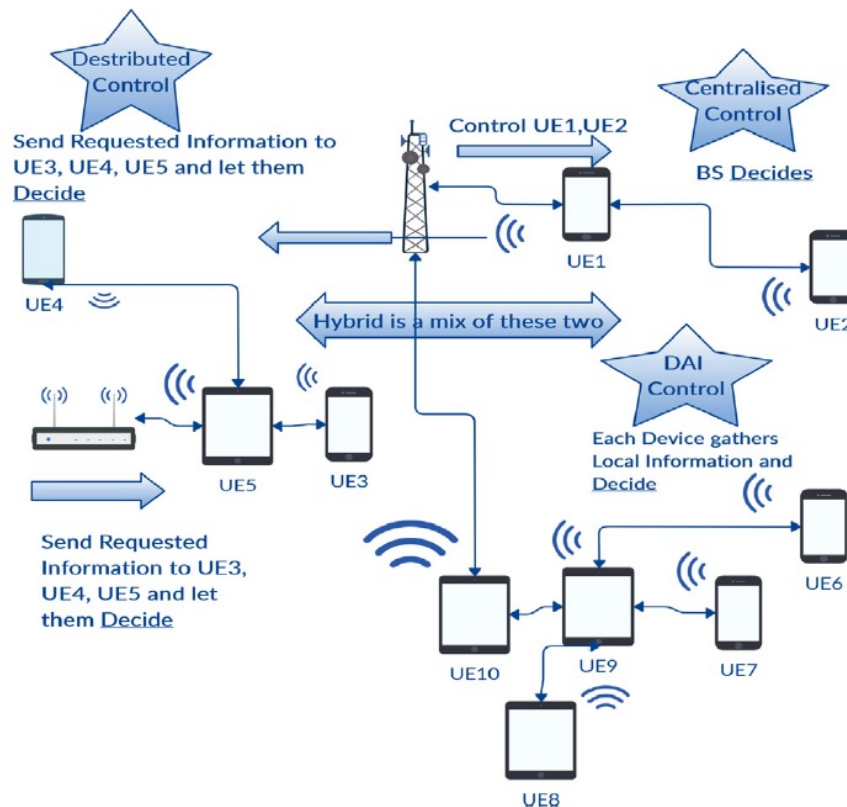 Destributed
Control
Send Requested Information to
UE3, UE4, UE5 and let them
Decide
Control UE1,UE2
Centralised
Control
BS Decides
UE1
UE2
UE4
Hybrid is a mix of these two
DAI
Control
Each Device gathers
Local Information and
Decide
UE5
UE3
Send Requested
Information to UE3,
UE4, UE5 and let
them Decide
UE6
UE10
UE9
UE7
UE8